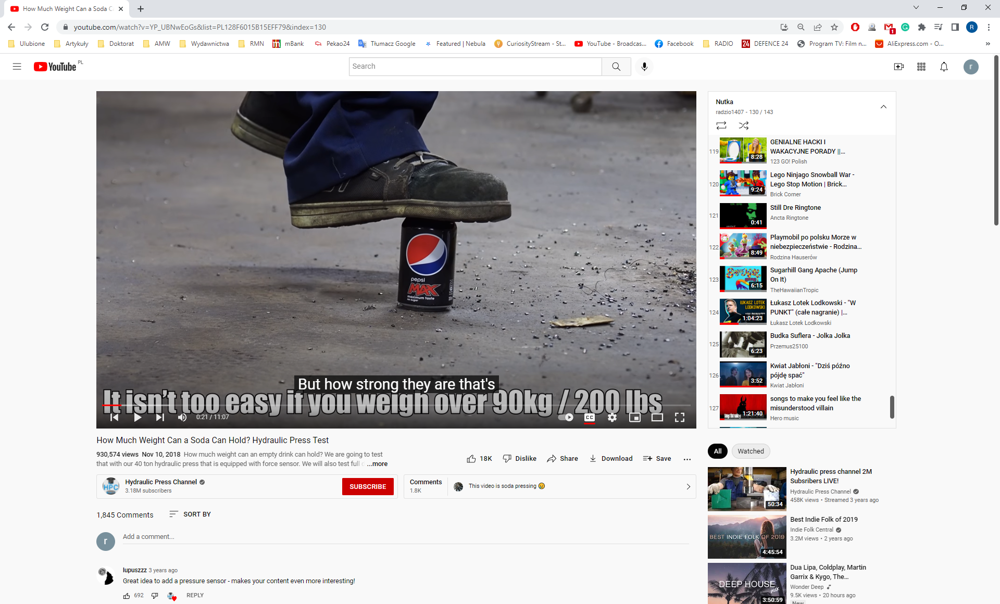 How Much Weight Can a Soda C
youtube.com/watch?v=YP_UBNwEoGs&list=PL128F6015B15EFF79&index=130
1
R
Ulubione
Artykuły
Doktorat
AMW
Wydawnictwa
RMN
mBank
Pekao24
Tłumacz Google
Featured | Nebula
CuriosityStream - St...
YouTube - Broadcas...
Facebook
RADIO
24 DEFENCE 24
Program TV: Film n...
AliExpress.com - O...
»
YouTube PL
Search
r
pepsi
MAX
maximum taste
no sugar
But how strong they are that's
It isn't too easy if you weigh over 90kg / 200 lbs
0:21 / 11:07
CC
How Much Weight Can a Soda Can Hold? Hydraulic Press Test
930,574 views Nov 10, 2018 How much weight can an empty drink can hold? We are going to test
that with our 40 ton hydraulic press that is equipped with force sensor. We will also test full ...more
18K
Dislike
Share
Download
Save
HPC
Hydraulic Press Channel
3.18M subscribers
SUBSCRIBE
Comments
1.8K
This video is soda pressing
1,845 Comments
SORT BY
r
Add a comment...
lupuszzz 3 years ago
Great idea to add a pressure sensor - makes your content even more interesting!
692
REPLY
Nutka
radzio1407 - 130 / 143
119
8:28
GENIALNE HACKI I
WAKACYJNE PORADY ||...
123 GO! Polish
120
9:24
Lego Ninjago Snowball War -
Lego Stop Motion | Brick...
Brick Corner
121
0:41
Still Dre Ringtone
Ancta Ringtone
122
8:49
Playmobil po polsku Morze w
niebezpieczeństwie - Rodzina...
Rodzina Hauserów
123
6:15
Sugarhill Gang Apache (Jump
On It)
TheHawaiianTropic
124
ŁUKASZ LOTEK
LODKOWSKI
1:04:23
Łukasz Lotek Lodkowski - "W
PUNKT" (całe nagranie) |...
Łukasz Lotek Lodkowski
125
6:23
Budka Suflera - Jolka Jolka
Przemus25100
126
3:52
Kwiat Jabłoni - "Dziś późno
pójdę spać"
Kwiat Jabłoni
127
1:21:40
songs to make you feel like the
misunderstood villain
Hero music
All
Watched
50:34
Hydraulic press channel 2M
Subsribers LIVE!
Hydraulic Press Channel
458K views • Streamed 3 years ago
BEST INDIE FOLK OF 2019
4:45:54
Best Indie Folk of 2019
Indie Folk Central
3.2M views • 2 years ago
DEEP HOUSE
mix
3:50:59
Dua Lipa, Coldplay, Martin
Garrix & Kygo, The...
Wonder Deep
9.5K views • 20 hours ago
New